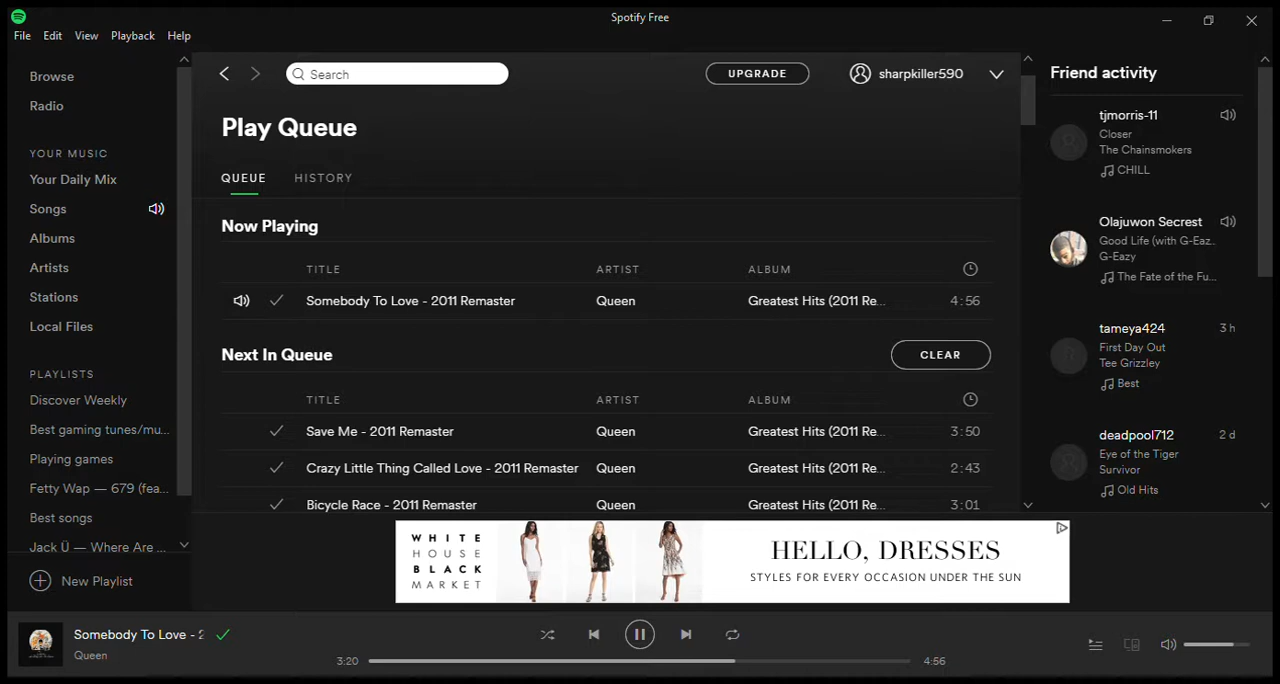 Spotify Free
File Edit View Playback Help
Browse
Radio
YOUR MUSIC
Your Daily Mix
Songs
Albums
Artists
Stations
Local Files
PLAYLISTS
Discover Weekly
Best gaming tunes/mu...
Playing games
Fetty Wap — 679 (fea...
Best songs
Jack Ü — Where Are ...
New Playlist
Search
UPGRADE
sharpkiller590
Play Queue
QUEUE HISTORY
Now Playing
TITLE ARTIST ALBUM
Somebody To Love - 2011 Remaster Queen Greatest Hits (2011 Re... 4:56
Next In Queue
CLEAR
TITLE ARTIST ALBUM
Save Me - 2011 Remaster Queen Greatest Hits (2011 Re... 3:50
Crazy Little Thing Called Love - 2011 Remaster Queen Greatest Hits (2011 Re... 2:43
Bicycle Race - 2011 Remaster Queen Greatest Hits (2011 Re... 3:01
Friend activity
tjmorris-11
Closer
The Chainsmokers
CHILL
Olajuwon Secrest
Good Life (with G-Eaz..
G-Eazy
The Fate of the Fu...
tameya424 3 h
First Day Out
Tee Grizzley
Best
deadpool712 2 d
Eye of the Tiger
Survivor
Old Hits
WHITE
HOUSE
BLACK
MARKET
HELLO, DRESSES
STYLES FOR EVERY OCCASION UNDER THE SUN
Somebody To Love - 2
Queen
3:20
4:56